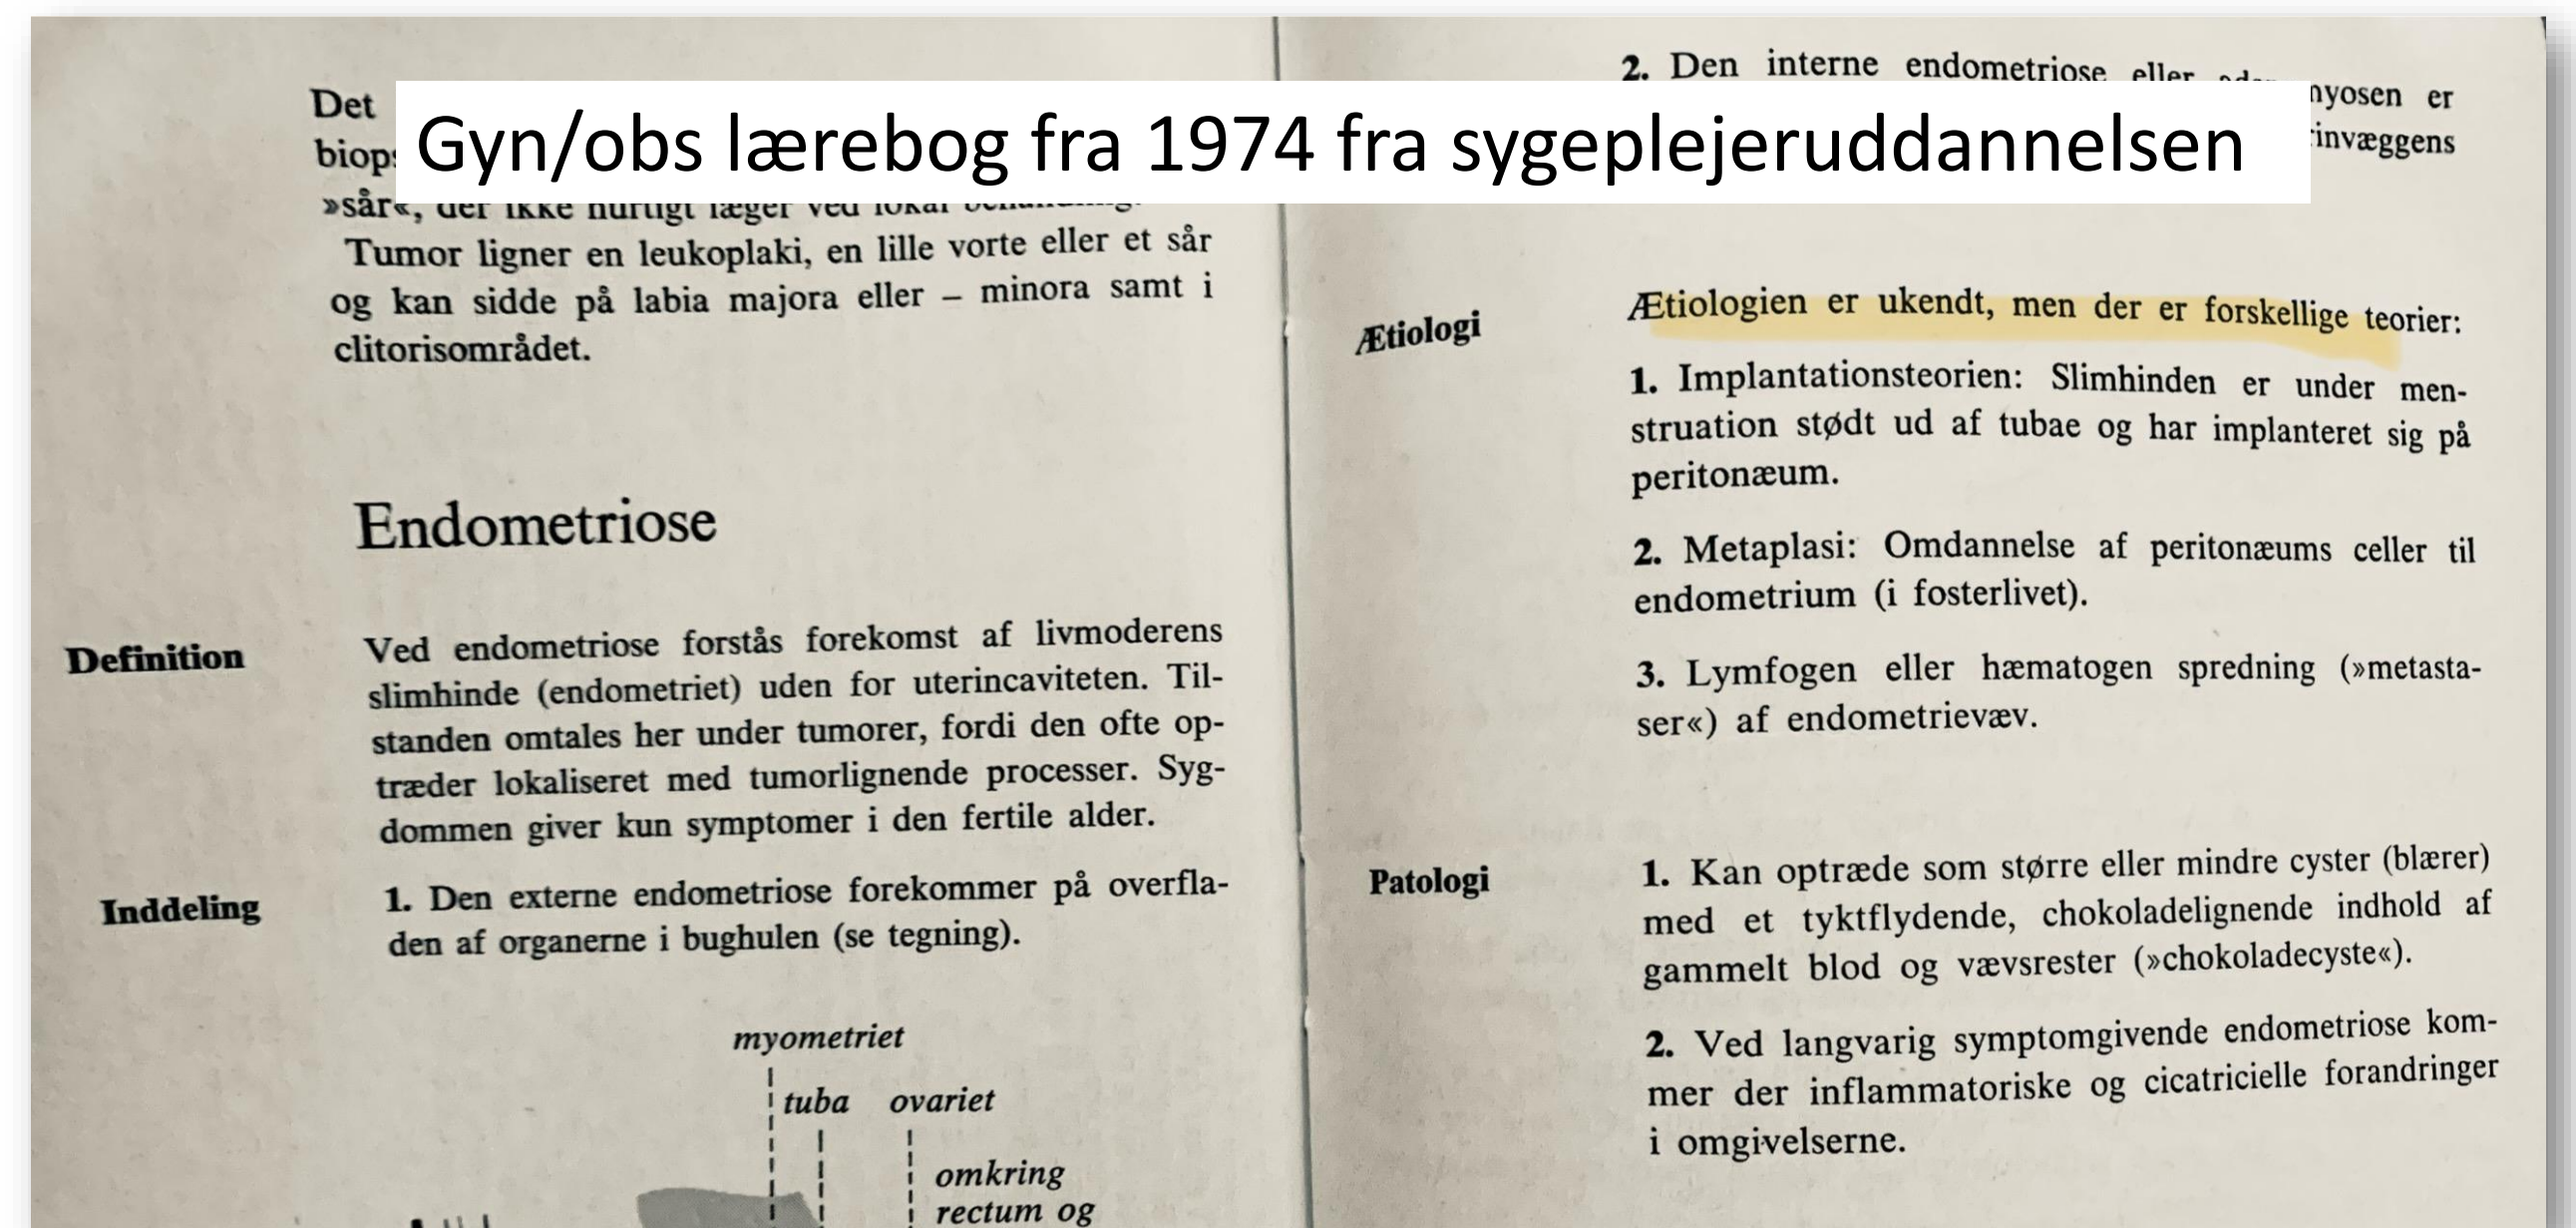 Gyn/obs lærebog fra 1974 fra sygeplejeruddannelsen
Det
»sår«, der ikke hurtigt læger ved lokal
Tumor ligner en leukoplaki, en lille vorte eller et sår
og kan sidde på labia majora eller – minora samt i
clitorisområdet.
Endometriose
Definition
Ved endometriose forstås forekomst af livmoderens
slimhinde (endometriet) uden for uterincaviteten. Til-
standen omtales her under tumorer, fordi den ofte op-
træder lokaliseret med tumorlignende processer. Syg-
dommen giver kun symptomer i den fertile alder.
Inddeling
1. Den externe endometriose forekommer på overfla-
den af organerne i bughulen (se tegning).
myometriet
tuba ovariet
omkring
rectum og
2. Den interne endometriose eller
er
Ætiologi
Ætiologien er ukendt, men der er forskellige teorier:
1. Implantationsteorien: Slimhinden er under men-
struation stødt ud af tubae og har implanteret sig på
peritonæum.
2. Metaplasi: Omdannelse af peritonæums celler til
endometrium (i fosterlivet).
3. Lymfogen eller hæmatogen spredning (»metasta-
ser«) af endometrievæv.
Patologi
1. Kan optræde som større eller mindre cyster (blærer)
med et tyktflydende, chokoladelignende indhold af
gammelt blod og vævsrester (»chokoladecyste«).
2. Ved langvarig symptomgivende endometriose kom-
mer der inflammatoriske og cicatricielle forandringer
i omgivelserne.